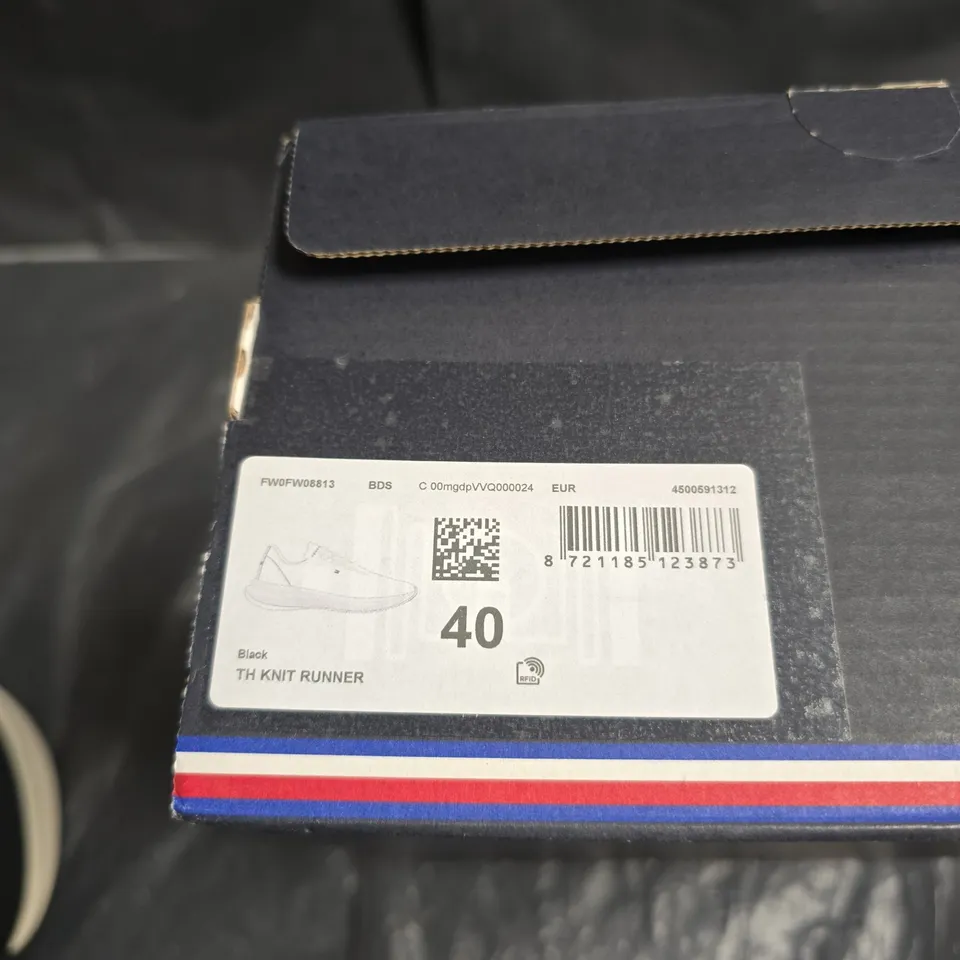 FW0FW08813 BDS C 00mgdpVVQ000024 EUR 4500591312
8 721185 123873
40
Black
TH KNIT RUNNER
RFID